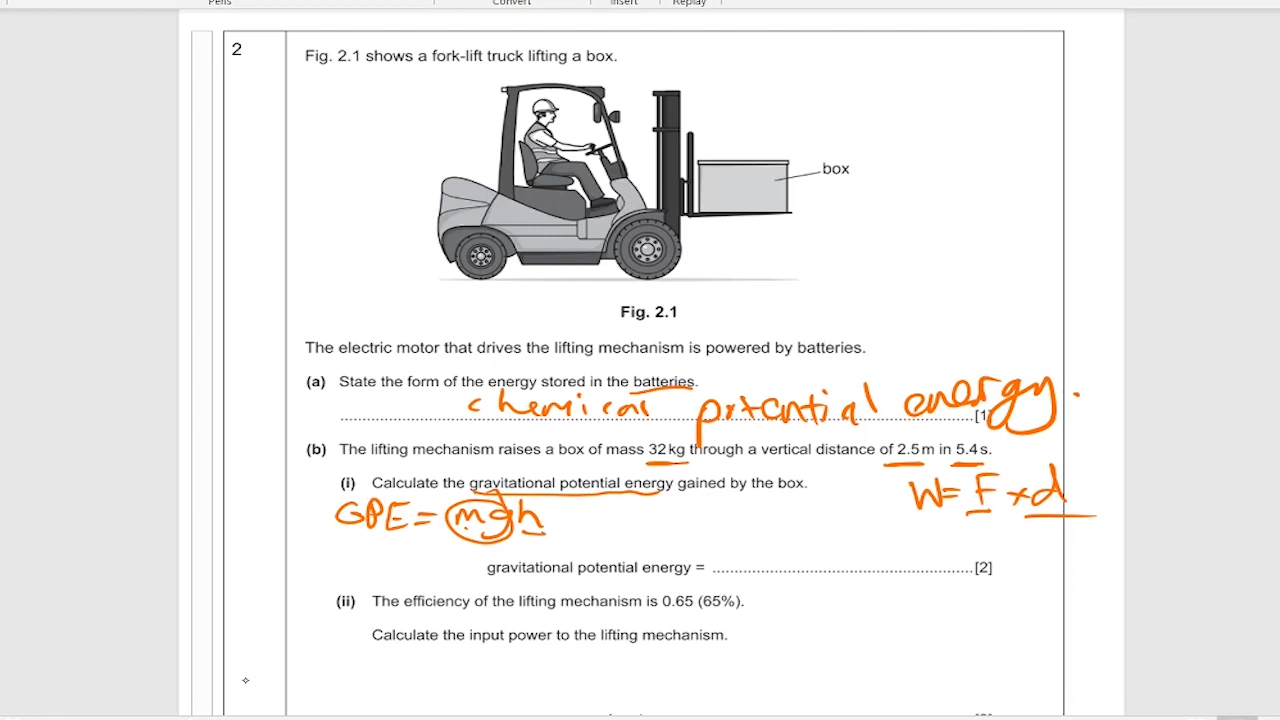 Pens Convert Insert Replay
2
Fig. 2.1 shows a fork-lift truck lifting a box.
box
Fig. 2.1
The electric motor that drives the lifting mechanism is powered by batteries.
(a) State the form of the energy stored in the batteries.
chemical potential energy.
[1]
(b) The lifting mechanism raises a box of mass 32 kg through a vertical distance of 2.5 m in 5.4 s.
(i) Calculate the gravitational potential energy gained by the box.
W = F × d
GPE = mgh
gravitational potential energy = ........................................................[2]
(ii) The efficiency of the lifting mechanism is 0.65 (65%).
Calculate the input power to the lifting mechanism.